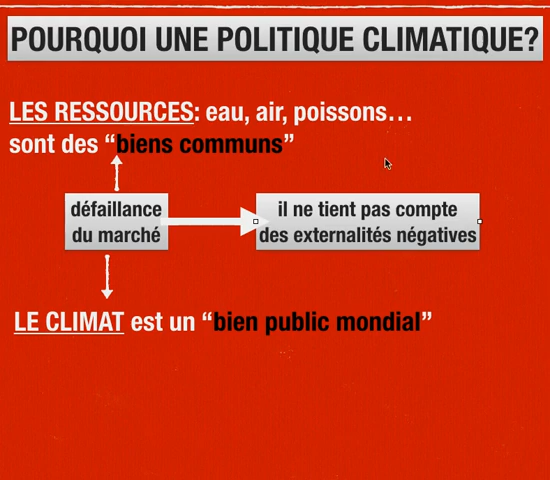 POURQUOI UNE POLITIQUE CLIMATIQUE?
LES RESSOURCES: eau, air, poissons…
sont des “biens communs”
défaillance
du marché
il ne tient pas compte
des externalités négatives
LE CLIMAT est un “bien public mondial”